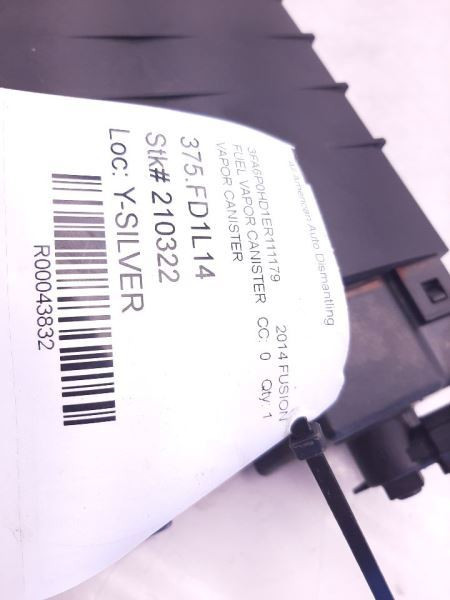 American Auto Dismantling
3FA6P0HD1ER111179 2014 FUSION
FUEL VAPOR CANISTER CC: 0 Qty: 1
VAPOR CANISTER
375.FD1L14
Stk# 210322
Loc: Y-SILVER
R00043832